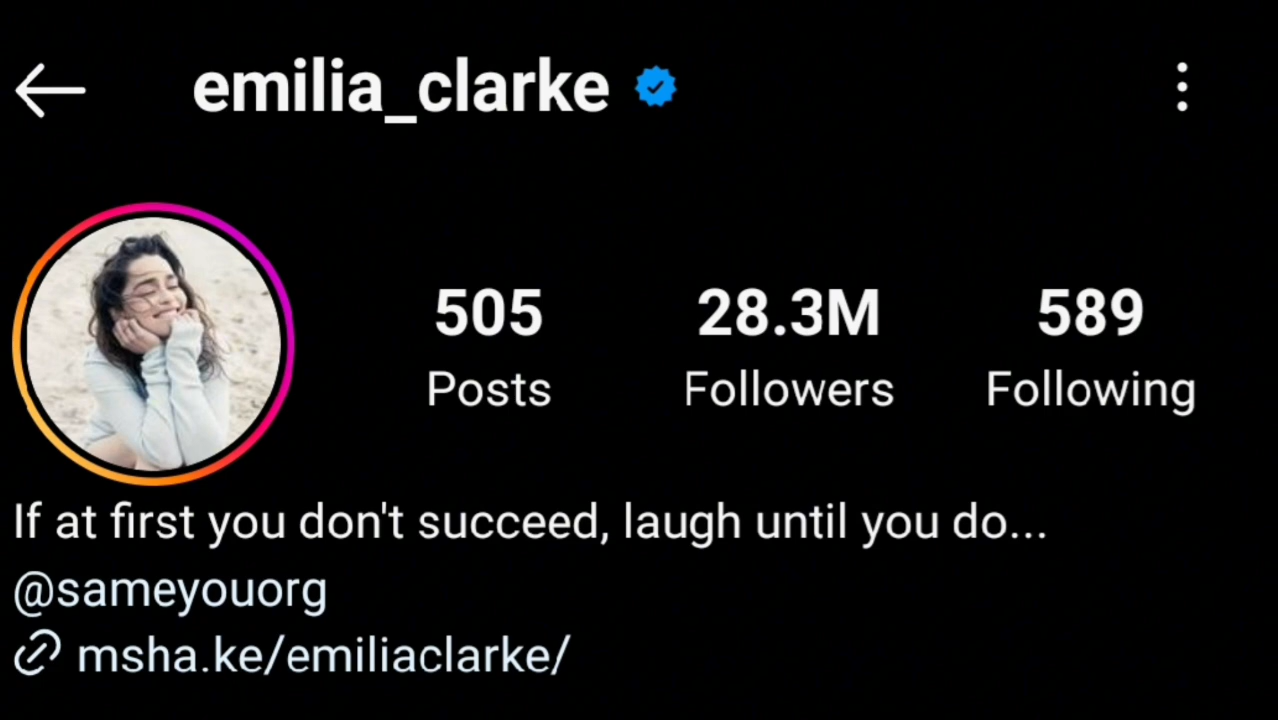 emilia_clarke
505 28.3M 589
Posts Followers Following
If at first you don't succeed, laugh until you do...
@sameyouorg
msha.ke/emiliaclarke/